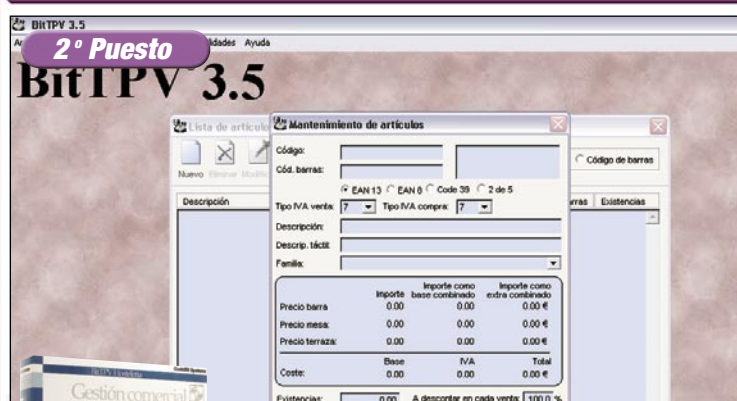 BitTPV 3.5
2º Puesto
idades Ayuda
BitTPV 3.5
Lista de artículo
Mantenimiento de artículos
Código:
Cód. barras:
Código de barras
Nuevo Eliminar
EAN 13 EAN 8 Code 39 2 de 5
Descripción
Tipo IVA venta: 7 Tipo IVA compra: 7
rras Existencias
Descripción:
Descrip. táctil:
Familia:
Importe Importe como base combinado Importe como extra combinado
Precio barra 0.00 0.00 0.00 €
Precio mesa: 0.00 0.00 0.00 €
Precio terraza: 0.00 0.00 0.00 €
Base IVA Total
Coste: 0.00 0.00 0.00 €
Existencias: 0.00 A descontar en cada venta: 100.0 %
BitTPV Hostelería
CodeBit Systems
Gestión comercial